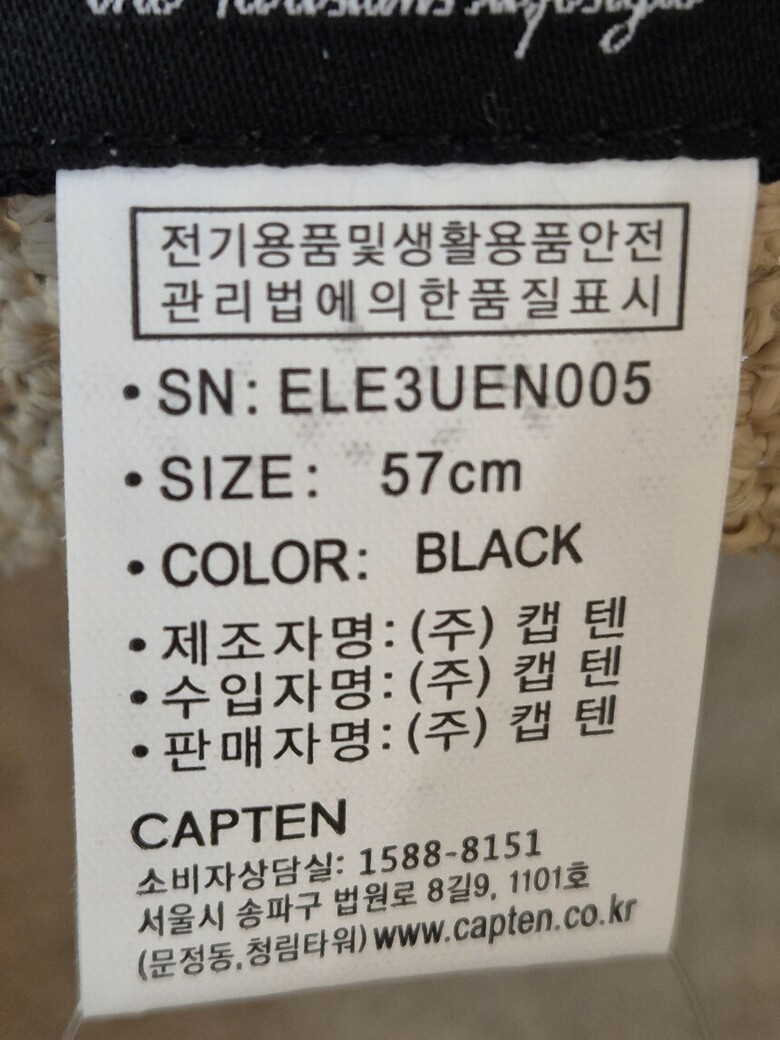 전기용품및생활용품안전
관리법에의한품질표시
• SN: ELE3UEN005
• SIZE: 57cm
• COLOR: BLACK
• 제조자명: (주) 캡텐
• 수입자명: (주) 캡텐
• 판매자명: (주) 캡텐
CAPTEN
소비자상담실: 1588-8151
서울시 송파구 법원로 8길9, 1101호
(문정동,청림타워) www.capten.co.kr